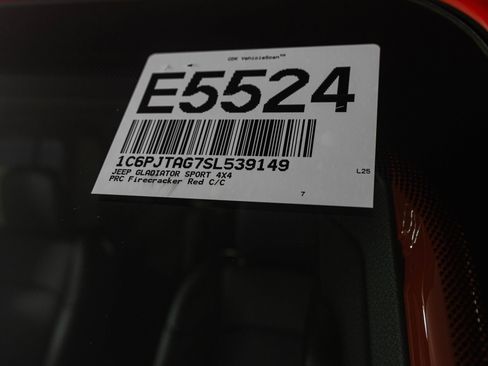 CDK VehicleScan™
E5524
1C6PJTAG7SL539149
JEEP GLADIATOR SPORT 4X4
L25
PRC Firecracker Red C/C
7